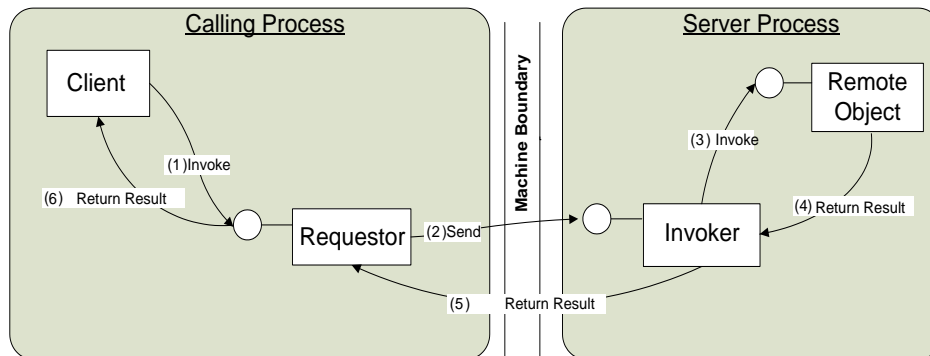 Calling Process
Server Process
Client
Remote
Object
Machine Boundary
(3) Invoke
(1)Invoke
(6) Return Result
(4) Return Result
Requestor
(2)Send
Invoker
(5) Return Result